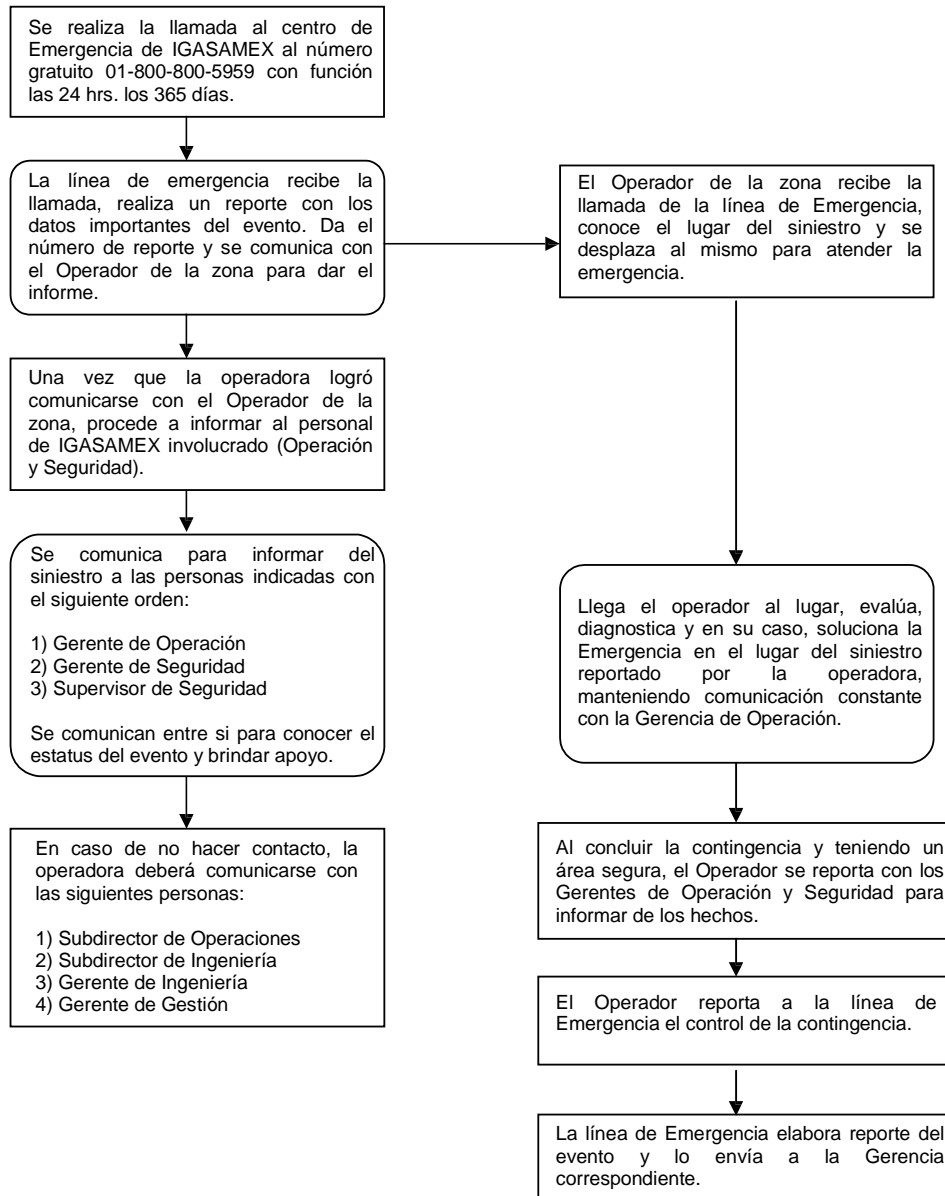 Se realiza la llamada al centro de
Emergencia de IGASAMEX al número
gratuito 01-800-800-5959 con función
las 24 hrs. los 365 días.
La línea de emergencia recibe la
llamada, realiza un reporte con los
datos importantes del evento. Da el
número de reporte y se comunica con
el Operador de la zona para dar el
informe.
El Operador de la zona recibe la
llamada de la línea de Emergencia,
conoce el lugar del siniestro y se
desplaza al mismo para atender la
emergencia.
Una vez que la operadora logró
comunicarse con el Operador de la
zona, procede a informar al personal
de IGASAMEX involucrado (Operación
y Seguridad).
Se comunica para informar del
siniestro a las personas indicadas con
el siguiente orden:
1) Gerente de Operación
2) Gerente de Seguridad
3) Supervisor de Seguridad
Se comunican entre si para conocer el
estatus del evento y brindar apoyo.
Llega el operador al lugar, evalúa,
diagnostica y en su caso, soluciona la
Emergencia en el lugar del siniestro
reportado por la operadora,
manteniendo comunicación constante
con la Gerencia de Operación.
En caso de no hacer contacto, la
operadora deberá comunicarse con
las siguientes personas:
1) Subdirector de Operaciones
2) Subdirector de Ingeniería
3) Gerente de Ingeniería
4) Gerente de Gestión
Al concluir la contingencia y teniendo un
área segura, el Operador se reporta con los
Gerentes de Operación y Seguridad para
informar de los hechos.
El Operador reporta a la línea de
Emergencia el control de la contingencia.
La línea de Emergencia elabora reporte del
evento y lo envía a la Gerencia
correspondiente.